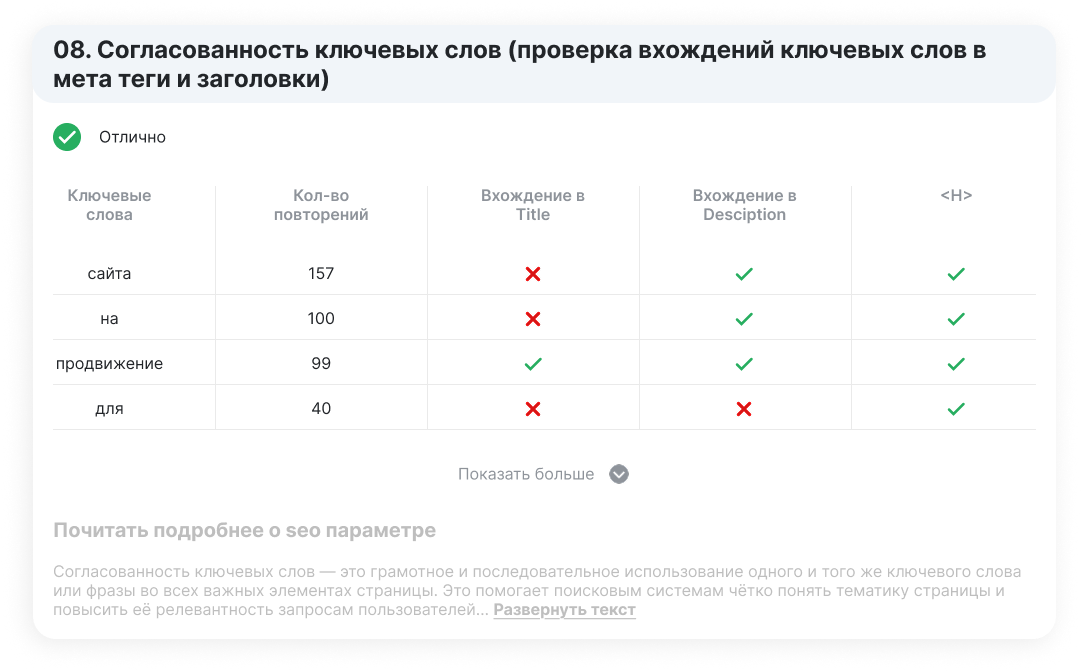 08. Согласованность ключевых слов (проверка вхождений ключевых слов в
мета теги и заголовки)
Отлично
Ключевые слова
Кол-во повторений
Вхождение в Title
Вхождение в Desciption
<H>
сайта 157
на 100
продвижение 99
для 40
Показать больше
Почитать подробнее о seo параметре
Согласованность ключевых слов — это грамотное и последовательное использование одного и того же ключевого слова
или фразы во всех важных элементах страницы. Это помогает поисковым системам чётко понять тематику страницы и
повысить её релевантность запросам пользователей... Развернуть текст